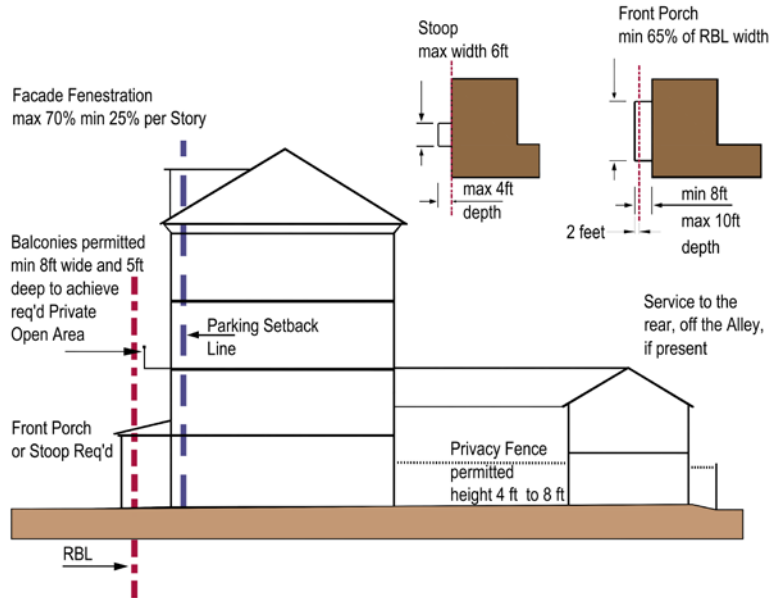 Stoop
max width 6ft
Front Porch
min 65% of RBL width
Facade Fenestration
max 70% min 25% per Story
max 4ft
depth
min 8ft
max 10ft
depth
2 feet
Balconies permitted
min 8ft wide and 5ft
deep to achieve
req'd Private
Open Area
Parking Setback
Line
Service to the
rear, off the Alley,
if present
Front Porch
or Stoop Req'd
Privacy Fence
permitted
height 4 ft to 8 ft
RBL